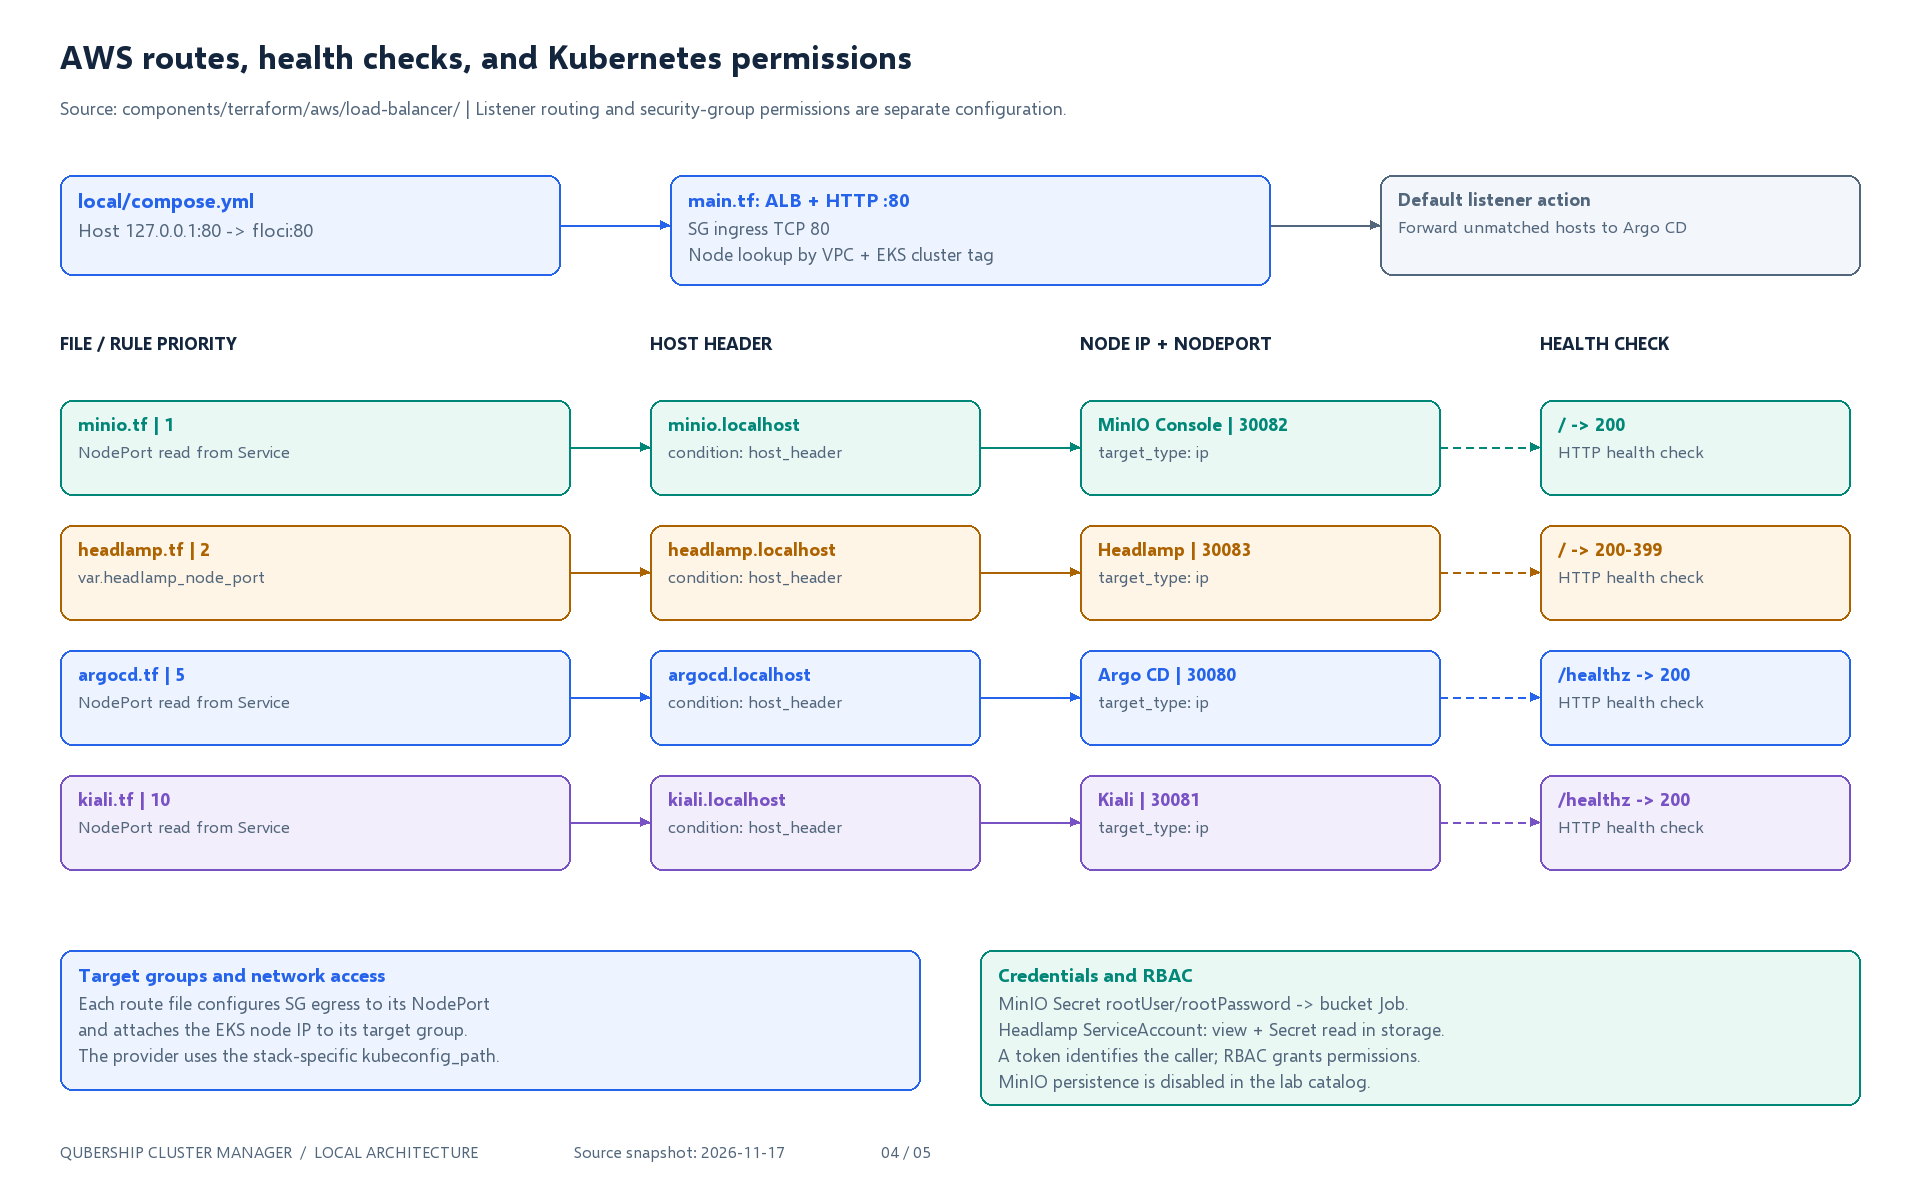 AWS routes, health checks, and Kubernetes permissions
Source: components/terraform/aws/load-balancer/ | Listener routing and security-group permissions are separate configuration.
local/compose.yml
Host 127.0.0.1:80 -> floci:80
main.tf: ALB + HTTP :80
SG ingress TCP 80
Node lookup by VPC + EKS cluster tag
Default listener action
Forward unmatched hosts to Argo CD
FILE / RULE PRIORITY
HOST HEADER
NODE IP + NODEPORT
HEALTH CHECK
minio.tf | 1
NodePort read from Service
minio.localhost
condition: host_header
MinIO Console | 30082
target_type: ip
/ -> 200
HTTP health check
headlamp.tf | 2
var.headlamp_node_port
headlamp.localhost
condition: host_header
Headlamp | 30083
target_type: ip
/ -> 200-399
HTTP health check
argocd.tf | 5
NodePort read from Service
argocd.localhost
condition: host_header
Argo CD | 30080
target_type: ip
/healthz -> 200
HTTP health check
kiali.tf | 10
NodePort read from Service
kiali.localhost
condition: host_header
Kiali | 30081
target_type: ip
/healthz -> 200
HTTP health check
Target groups and network access
Each route file configures SG egress to its NodePort
and attaches the EKS node IP to its target group.
The provider uses the stack-specific kubeconfig_path.
Credentials and RBAC
MinIO Secret rootUser/rootPassword -> bucket Job.
Headlamp ServiceAccount: view + Secret read in storage.
A token identifies the caller; RBAC grants permissions.
MinIO persistence is disabled in the lab catalog.
QUBERSHIP CLUSTER MANAGER / LOCAL ARCHITECTURE
Source snapshot: 2026-11-17
04 / 05